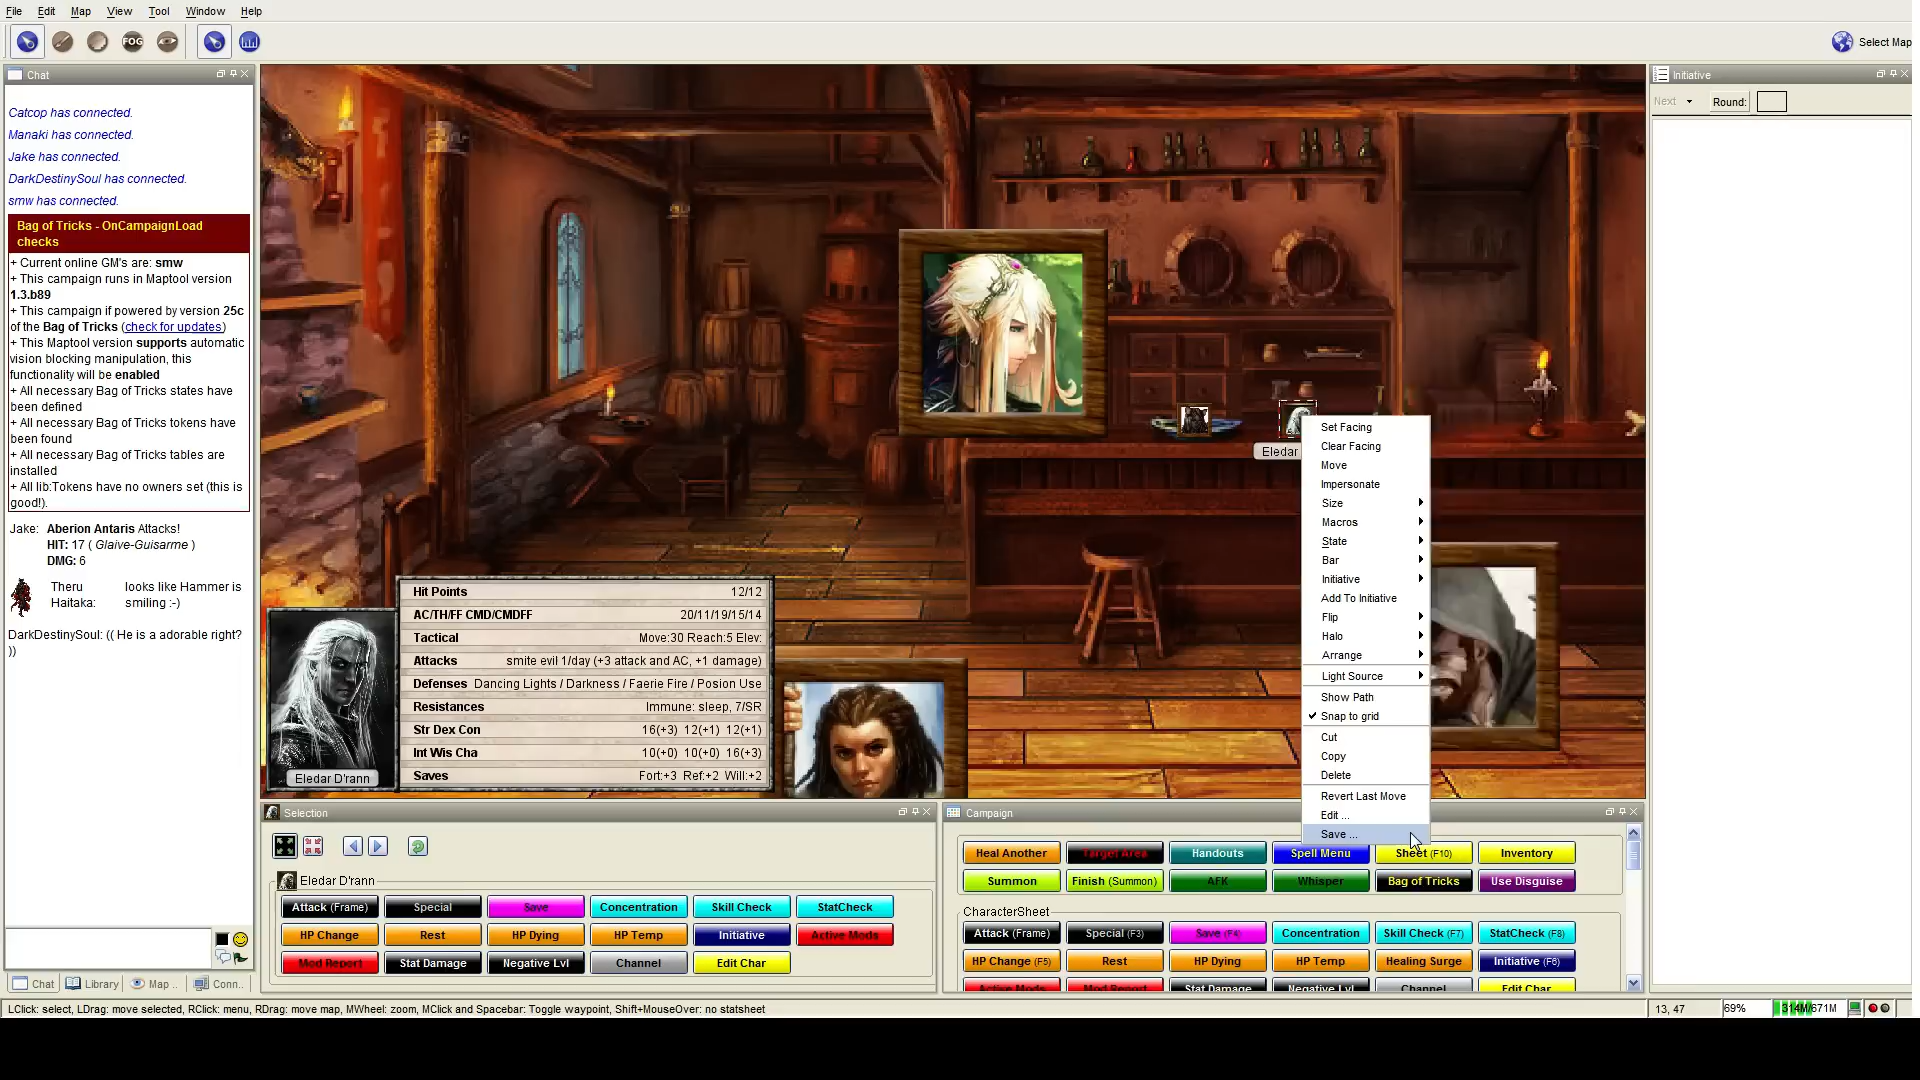 File Edit Map View Tool Window Help
FOG
Select Map
Chat
Catcop has connected.
Manaki has connected.
Jake has connected.
DarkDestinySoul has connected.
smw has connected.
Bag of Tricks - OnCampaignLoad
checks
+ Current online GM's are: smw
+ This campaign runs in Maptool version
1.3.b89
+ This campaign if powered by version 25c
of the Bag of Tricks (check for updates)
+ This Maptool version supports automatic
vision blocking manipulation, this
functionality will be enabled
+ All necessary Bag of Tricks states have
been defined
+ All necessary Bag of Tricks tokens have
been found
+ All necessary Bag of Tricks tables are
installed
+ All lib:Tokens have no owners set (this is
good!).
Jake: Aberion Antaris Attacks!
HIT: 17 ( Glaive-Guisarme )
DMG: 6
Theru looks like Hammer is
Haitaka: smiling :-)
DarkDestinySoul: (( He is a adorable right?
))
Chat Library Map .. Conn..
Initiative
Next Round:
Eledar
Set Facing
Clear Facing
Move
Impersonate
Size
Macros
State
Bar
Initiative
Add To Initiative
Flip
Halo
Arrange
Light Source
Show Path
Snap to grid
Cut
Copy
Delete
Revert Last Move
Edit ...
Save ...
Hit Points 12/12
AC/TH/FF CMD/CMDFF 20/11/19/15/14
Tactical Move:30 Reach:5 Elev:
Attacks smite evil 1/day (+3 attack and AC, +1 damage)
Defenses Dancing Lights / Darkness / Faerie Fire / Posion Use
Resistances Immune: sleep, 7/SR
Str Dex Con 16(+3) 12(+1) 12(+1)
Int Wis Cha 10(+0) 10(+0) 16(+3)
Saves Fort:+3 Ref:+2 Will:+2
Eledar D'rann
Selection
Eledar D'rann
Attack (Frame) Special Save Concentration Skill Check StatCheck
HP Change Rest HP Dying HP Temp Initiative Active Mods
Mod Report Stat Damage Negative Lvl Channel Edit Char
Campaign
Heal Another Target Area Handouts Spell Menu Sheet (F10) Inventory
Summon Finish (Summon) AFK Whisper Bag of Tricks Use Disguise
CharacterSheet
Attack (Frame) Special (F3) Save (F4) Concentration Skill Check (F7) StatCheck (F8)
HP Change (F5) Rest HP Dying HP Temp Healing Surge Initiative (F6)
Active Mods Mod Report Stat Damage Negative Lvl Channel Edit Char
LClick: select, LDrag: move selected, RClick: menu, RDrag: move map, MWheel: zoom, MClick and Spacebar: Toggle waypoint, Shift+MouseOver: no statsheet
13, 47 69% 314M/671M